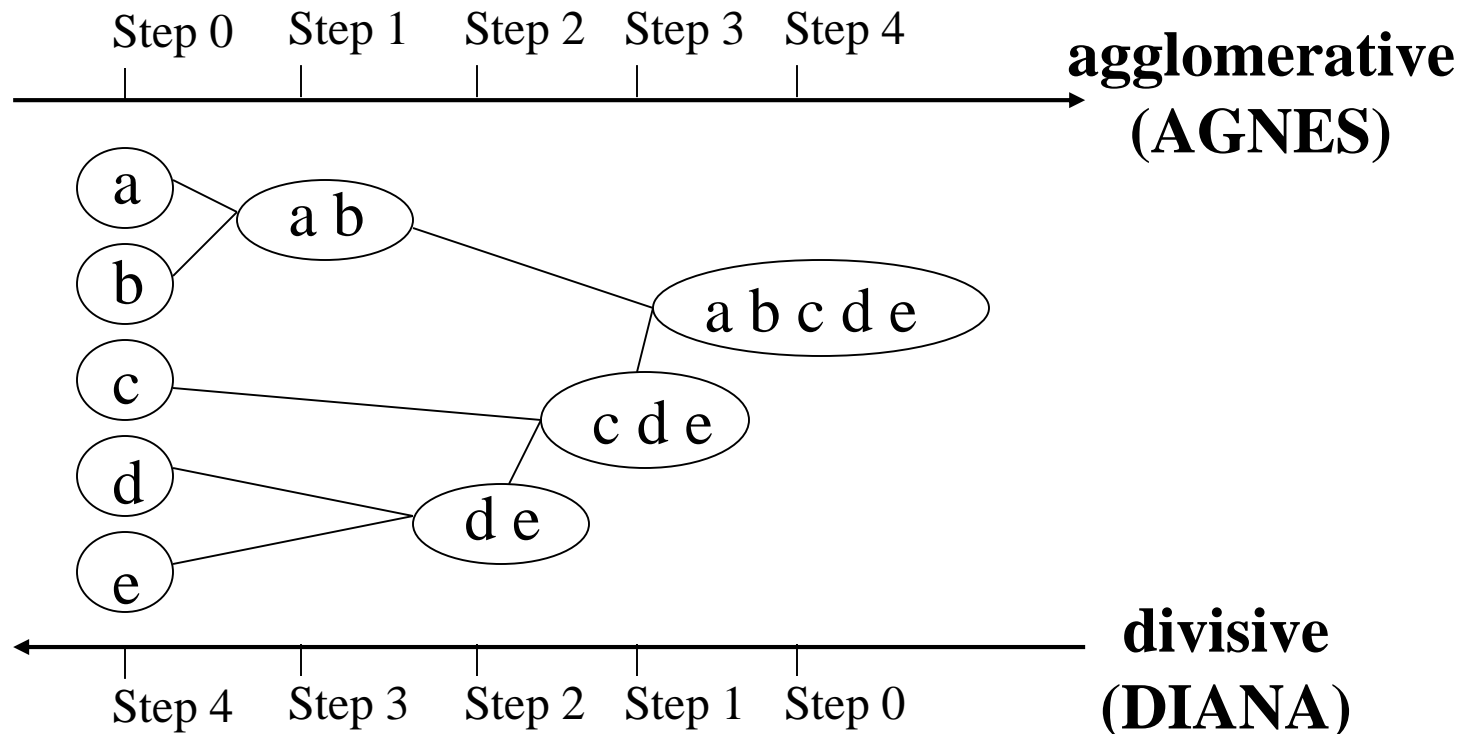 Step 0 Step 1 Step 2 Step 3 Step 4
agglomerative
(AGNES)
a
a b
b
a b c d e
c
c d e
d
d e
e
divisive
(DIANA)
Step 4 Step 3 Step 2 Step 1 Step 0